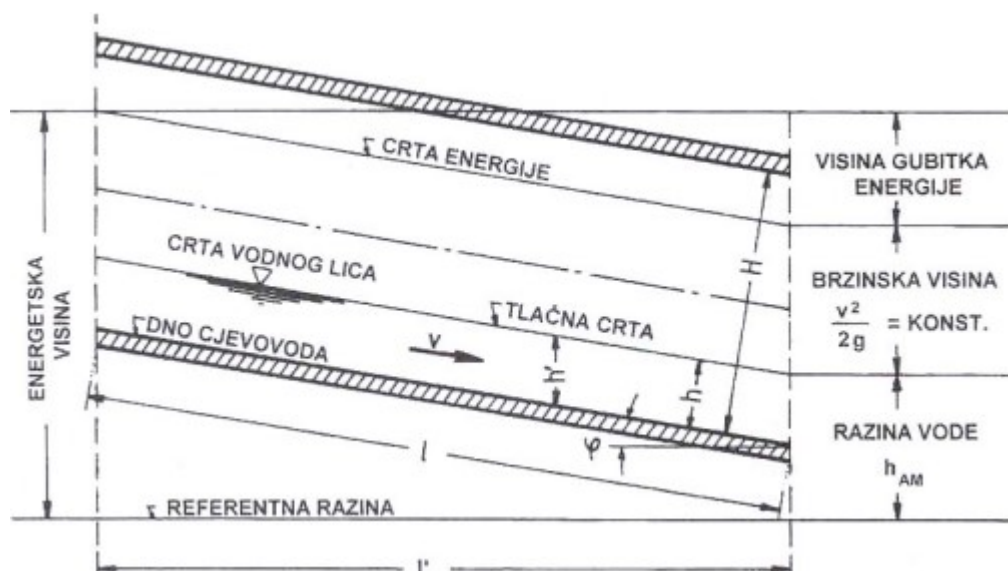 CRTA ENERGIJE
VISINA GUBITKA
ENERGIJE
ENERGETSKA
VISINA
CRTA VODNOG LICA
H
BRZINSKA VISINA
v²/2g = KONST.
TLAČNA CRTA
DNO CJEVOVODA
v
h'
h
RAZINA VODE
h_AM
φ
l
REFERENTNA RAZINA
l'